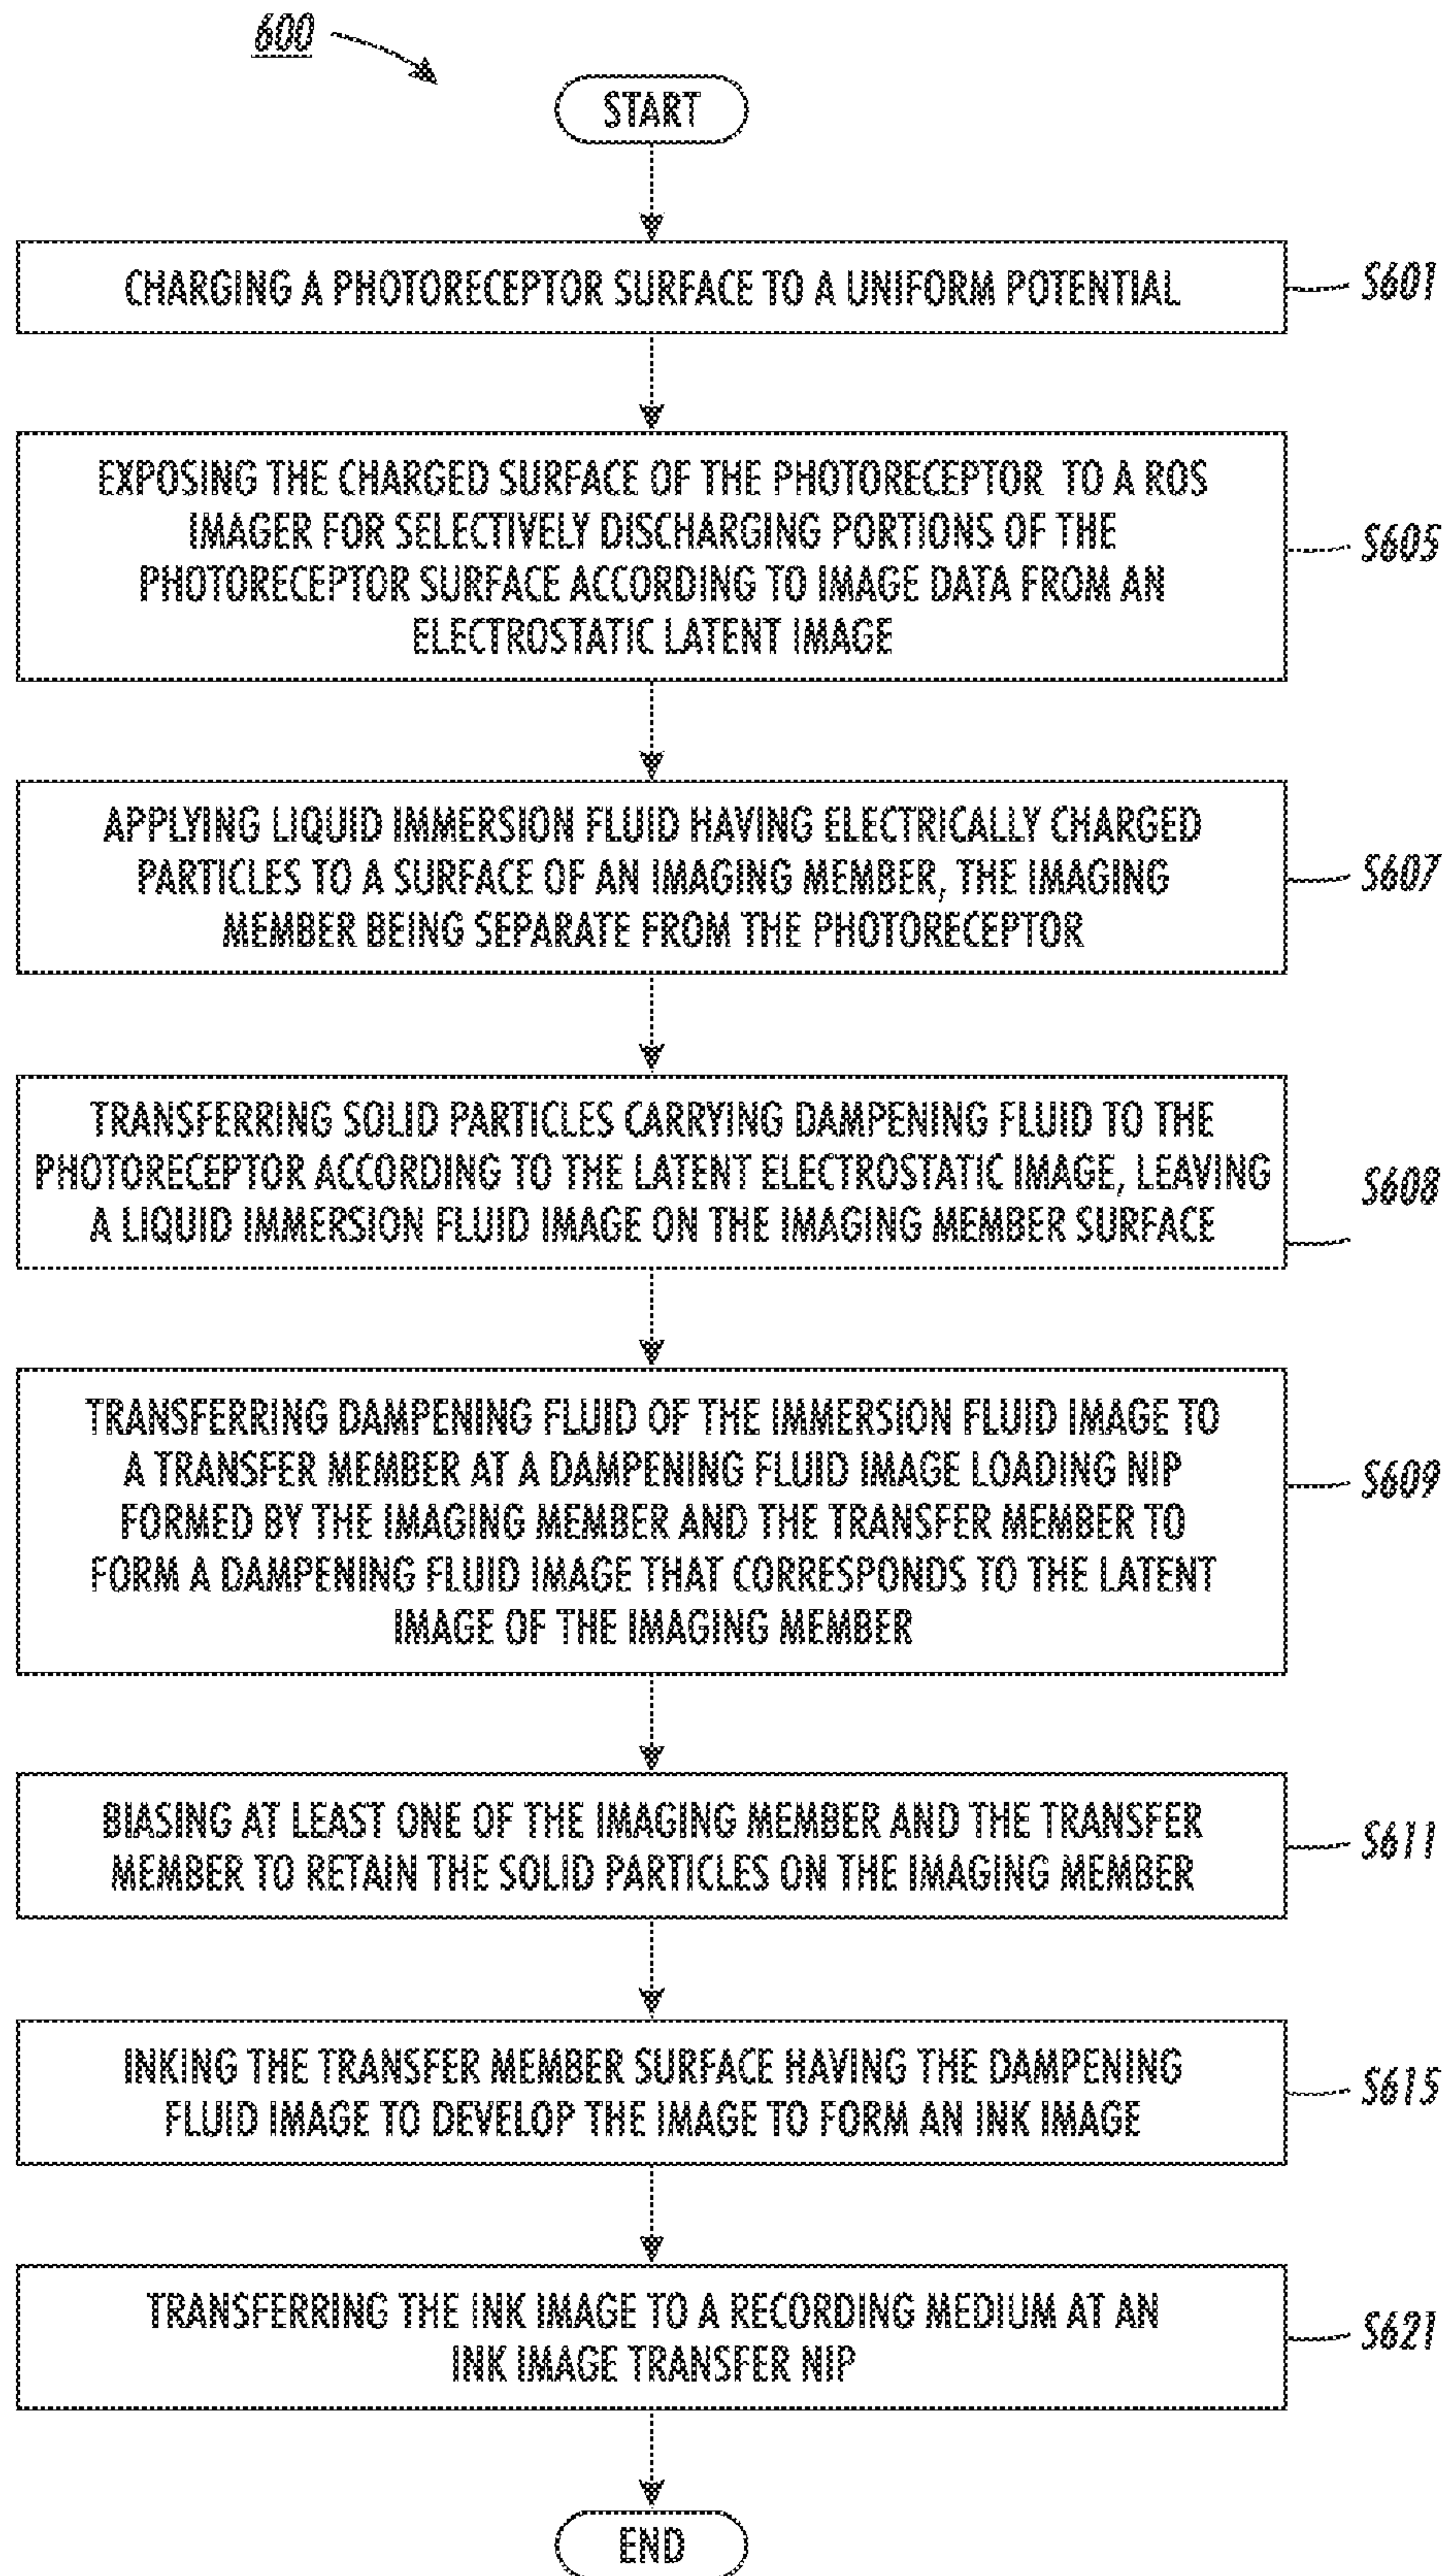 600
START
CHARGING A PHOTORECEPTOR SURFACE TO A UNIFORM POTENTIAL
S601
EXPOSING THE CHARGED SURFACE OF THE PHOTORECEPTOR TO A ROS
IMAGER FOR SELECTIVELY DISCHARGING PORTIONS OF THE
PHOTORECEPTOR SURFACE ACCORDING TO IMAGE DATA FROM AN
ELECTROSTATIC LATENT IMAGE
S605
APPLYING LIQUID IMMERSION FLUID HAVING ELECTRICALLY CHARGED
PARTICLES TO A SURFACE OF AN IMAGING MEMBER, THE IMAGING
MEMBER BEING SEPARATE FROM THE PHOTORECEPTOR
S607
TRANSFERRING SOLID PARTICLES CARRYING DAMPENING FLUID TO THE
PHOTORECEPTOR ACCORDING TO THE LATENT ELECTROSTATIC IMAGE, LEAVING
A LIQUID IMMERSION FLUID IMAGE ON THE IMAGING MEMBER SURFACE
S608
TRANSFERRING DAMPENING FLUID OF THE IMMERSION FLUID IMAGE TO
A TRANSFER MEMBER AT A DAMPENING FLUID IMAGE LOADING NIP
FORMED BY THE IMAGING MEMBER AND THE TRANSFER MEMBER TO
FORM A DAMPENING FLUID IMAGE THAT CORRESPONDS TO THE LATENT
IMAGE OF THE IMAGING MEMBER
S609
BIASING AT LEAST ONE OF THE IMAGING MEMBER AND THE TRANSFER
MEMBER TO RETAIN THE SOLID PARTICLES ON THE IMAGING MEMBER
S611
INKING THE TRANSFER MEMBER SURFACE HAVING THE DAMPENING
FLUID IMAGE TO DEVELOP THE IMAGE TO FORM AN INK IMAGE
S615
TRANSFERRING THE INK IMAGE TO A RECORDING MEDIUM AT AN
INK IMAGE TRANSFER NIP
S621
END